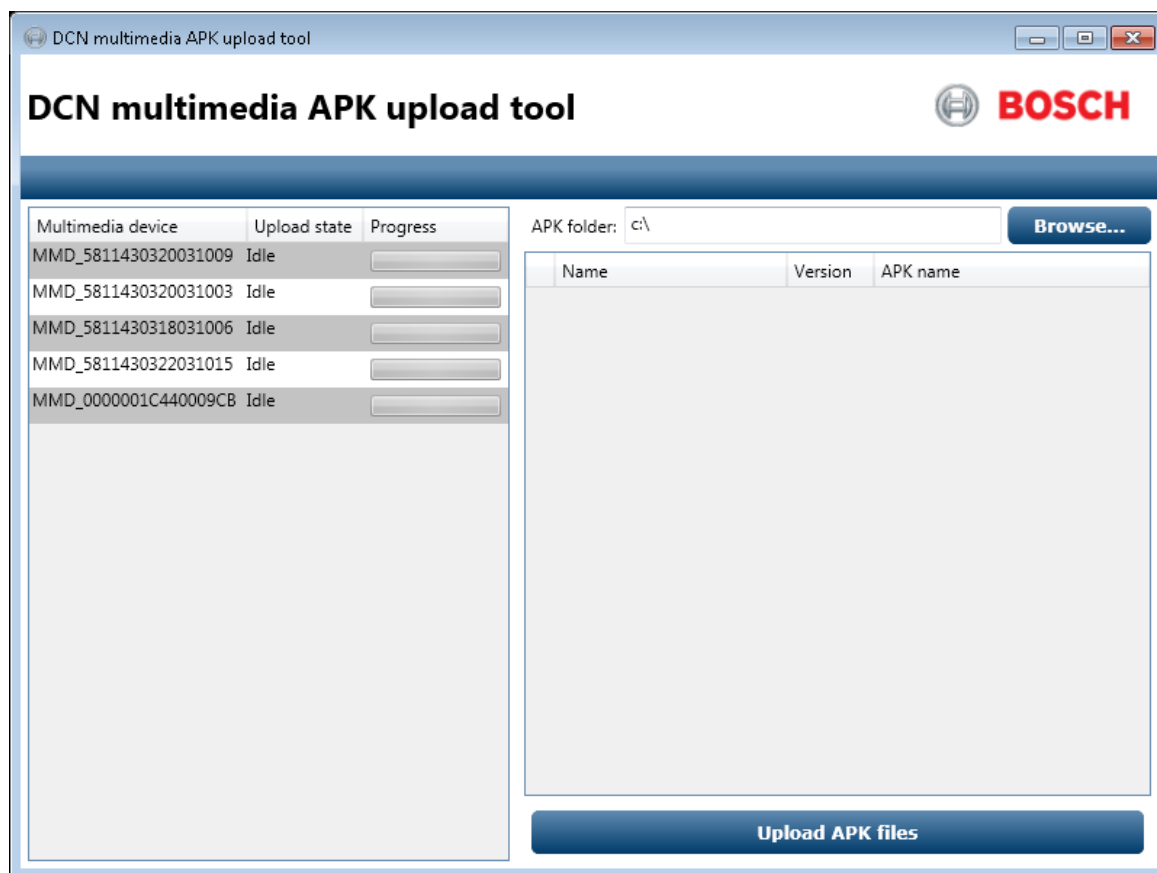 DCN multimedia APK upload tool
DCN multimedia APK upload tool
BOSCH
Multimedia device Upload state Progress
MMD_5811430320031009 Idle
MMD_5811430320031003 Idle
MMD_5811430318031006 Idle
MMD_5811430322031015 Idle
MMD_0000001C440009CB Idle
APK folder: c:\ Browse...
Name Version APK name
Upload APK files